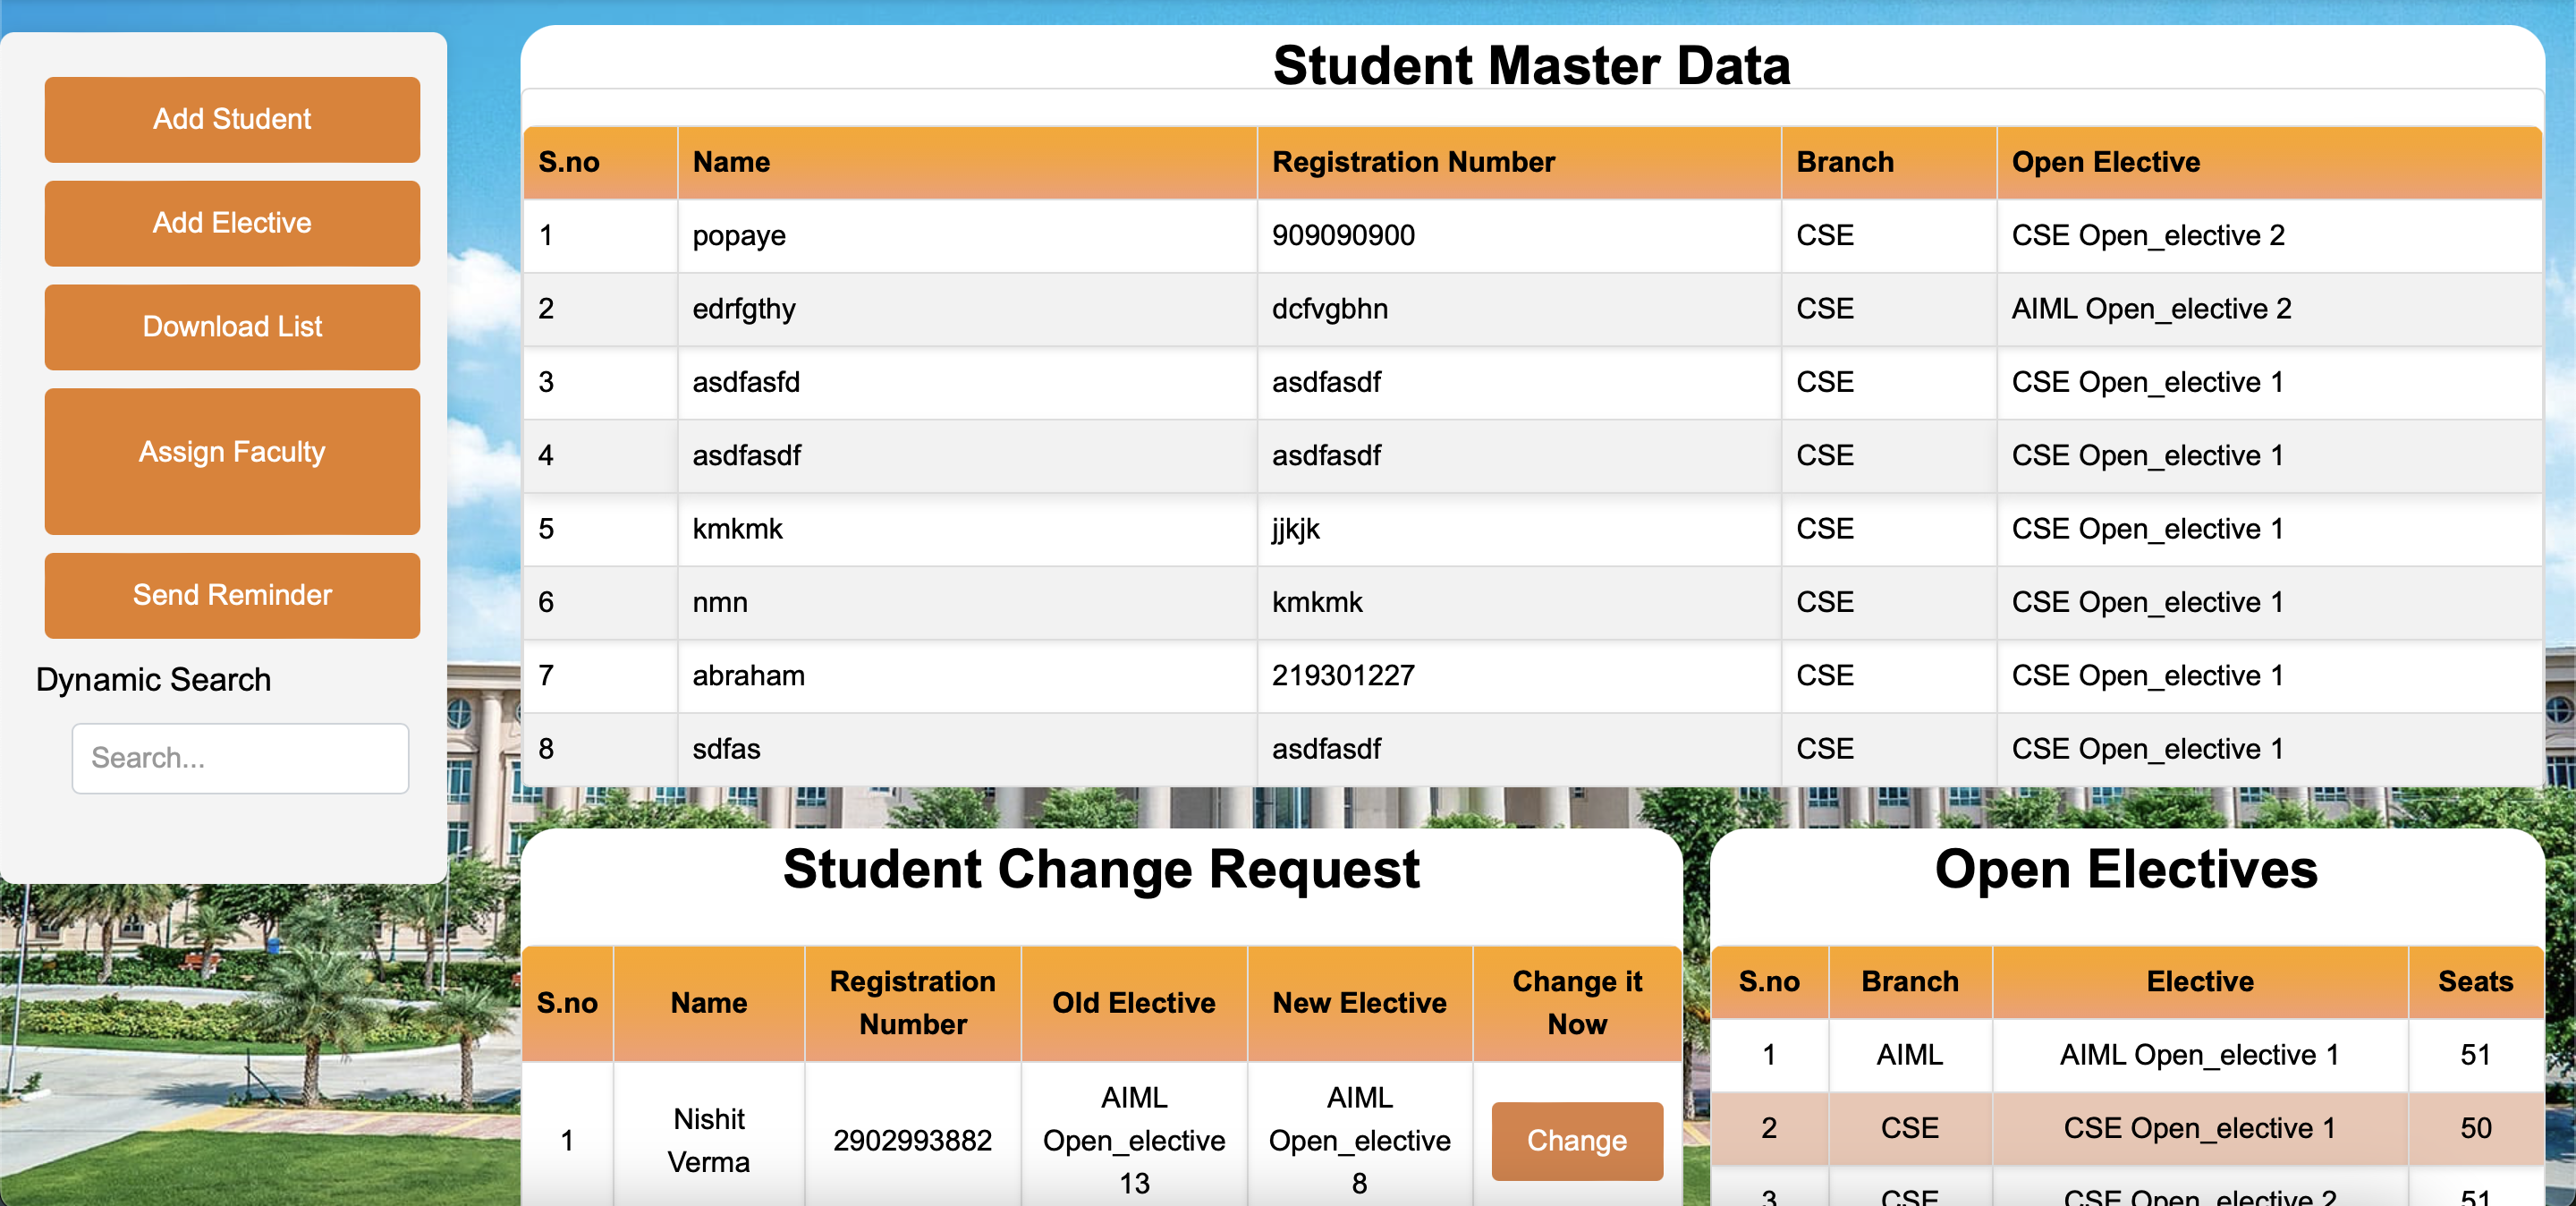 Add Student
Add Elective
Download List
Assign Faculty
Send Reminder
Dynamic Search
Search...
Student Master Data
S.no Name Registration Number Branch Open Elective
1 popaye 909090900 CSE CSE Open_elective 2
2 edrfgthy dcfvgbhn CSE AIML Open_elective 2
3 asdfasfd asdfasdf CSE CSE Open_elective 1
4 asdfasdf asdfasdf CSE CSE Open_elective 1
5 kmkmk jjkjk CSE CSE Open_elective 1
6 nmn kmkmk CSE CSE Open_elective 1
7 abraham 219301227 CSE CSE Open_elective 1
8 sdfas asdfasdf CSE CSE Open_elective 1
Student Change Request
S.no Name Registration Number Old Elective New Elective Change it Now
1 Nishit Verma 2902993882 AIML Open_elective 13 AIML Open_elective 8 Change
Open Electives
S.no Branch Elective Seats
1 AIML AIML Open_elective 1 51
2 CSE CSE Open_elective 1 50
3 CSE CSE Open_elective 2 51